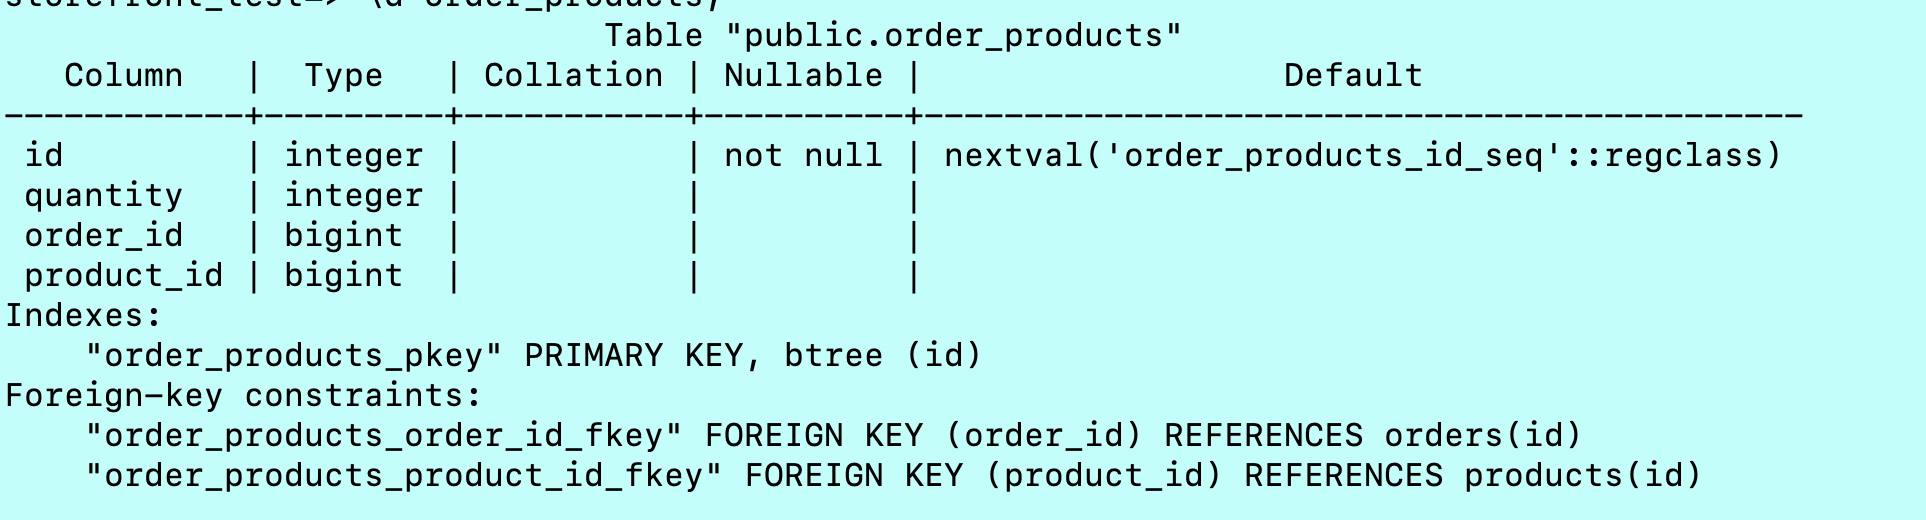 storefront_test=> \d order_products;
Table "public.order_products"
Column | Type | Collation | Nullable | Default
------------+---------+-----------+----------+--------------------------------------------
id | integer | | not null | nextval('order_products_id_seq'::regclass)
quantity | integer | | |
order_id | bigint | | |
product_id | bigint | | |
Indexes:
"order_products_pkey" PRIMARY KEY, btree (id)
Foreign-key constraints:
"order_products_order_id_fkey" FOREIGN KEY (order_id) REFERENCES orders(id)
"order_products_product_id_fkey" FOREIGN KEY (product_id) REFERENCES products(id)